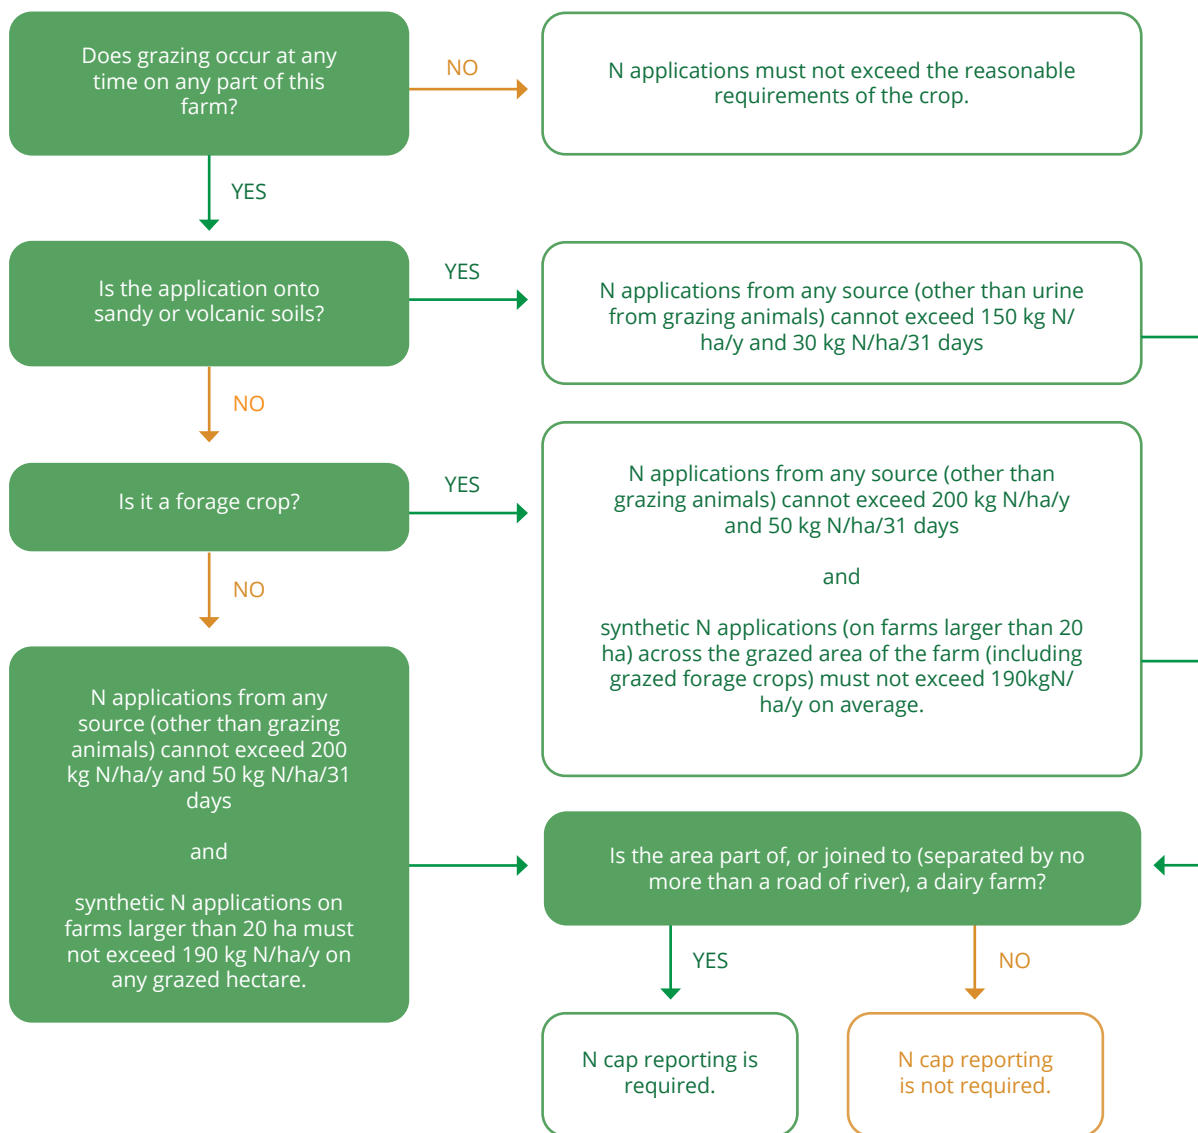 Does grazing occur at any
time on any part of this
farm?
NO
N applications must not exceed the reasonable
requirements of the crop.
YES
Is the application onto
sandy or volcanic soils?
YES
N applications from any source (other than urine
from grazing animals) cannot exceed 150 kg N/
ha/y and 30 kg N/ha/31 days
NO
Is it a forage crop?
YES
N applications from any source (other than
grazing animals) cannot exceed 200 kg N/ha/y
and 50 kg N/ha/31 days
and
synthetic N applications (on farms larger than 20
ha) across the grazed area of the farm (including
grazed forage crops) must not exceed 190kgN/
ha/y on average.
NO
N applications from any
source (other than grazing
animals) cannot exceed 200
kg N/ha/y and 50 kg N/ha/31
days
and
synthetic N applications on
farms larger than 20 ha must
not exceed 190 kg N/ha/y on
any grazed hectare.
Is the area part of, or joined to (separated by no
more than a road of river), a dairy farm?
YES
NO
N cap reporting is
required.
N cap reporting
is not required.